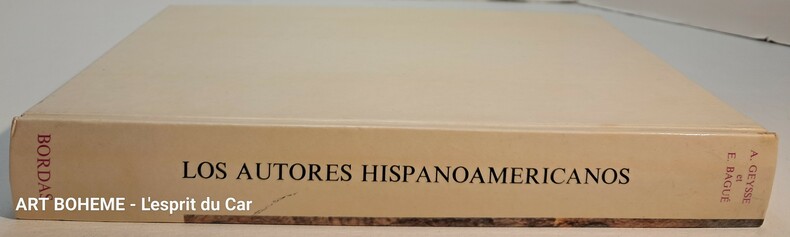 BORDAS
LOS AUTORES HISPANOAMERICANOS
A. GEYSSE
et
E. BAGUÉ
ART BOHEME - L'esprit du Car